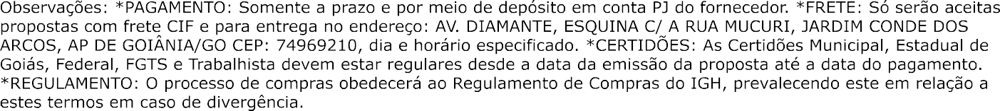 Observações: *PAGAMENTO: Somente a prazo e por meio de depósito em conta PJ do fornecedor. *FRETE: Só serão aceitas
propostas com frete CIF e para entrega no endereço: AV. DIAMANTE, ESQUINA C/ A RUA MUCURI, JARDIM CONDE DOS
ARCOS, AP DE GOIÂNIA/GO CEP: 74969210, dia e horário especificado. *CERTIDÕES: As Certidões Municipal, Estadual de
Goiás, Federal, FGTS e Trabalhista devem estar regulares desde a data da emissão da proposta até a data do pagamento.
*REGULAMENTO: O processo de compras obedecerá ao Regulamento de Compras do IGH, prevalecendo este em relação a
estes termos em caso de divergência.